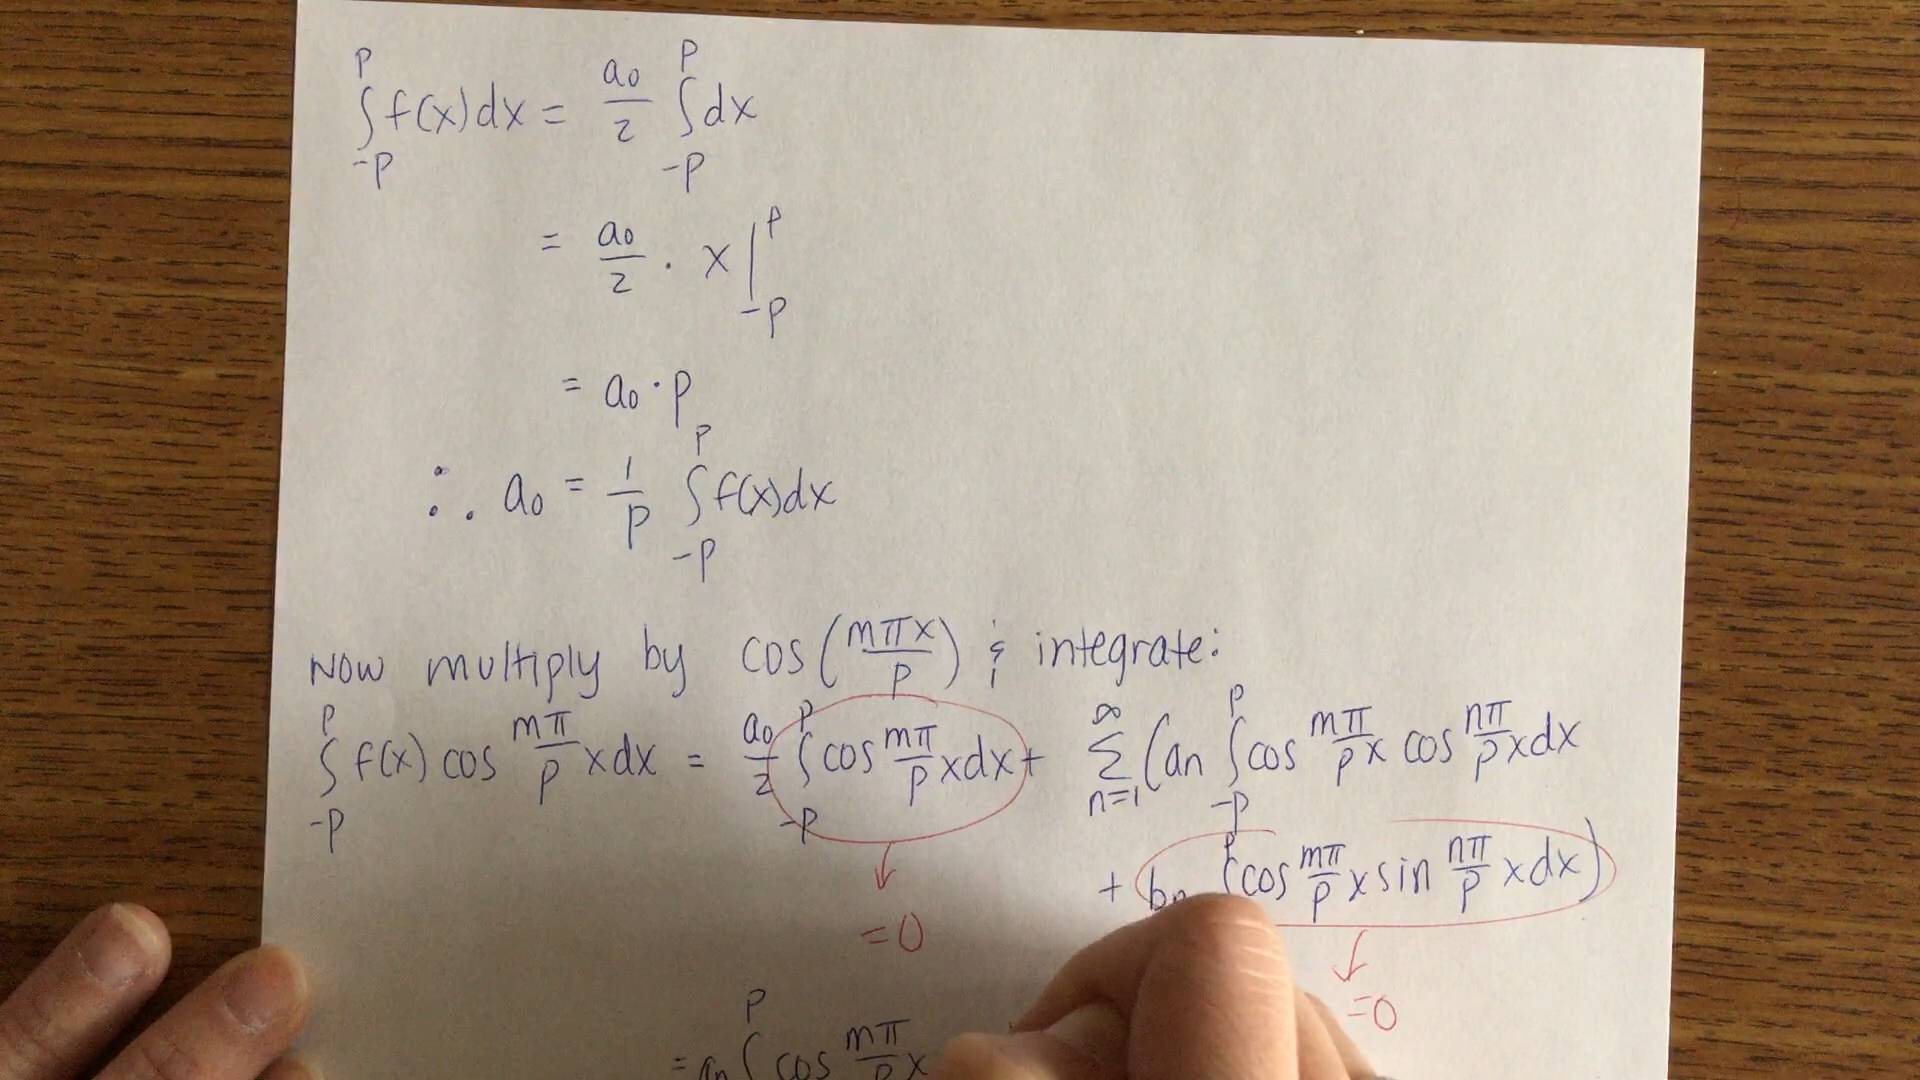 ∫_{-p}^{p} f(x)dx = a₀/2 ∫_{-p}^{p} dx
= a₀/2 · x |_{-p}^{p}
= a₀ · p
∴ a₀ = 1/p ∫_{-p}^{p} f(x)dx
Now multiply by cos(mπx/p) & integrate:
∫_{-p}^{p} f(x) cos mπ/p x dx = a₀/2 ∫_{-p}^{p} cos mπ/p x dx + ∑_{n=1}^{∞} (an ∫_{-p}^{p} cos mπ/p x cos nπ/p x dx
+ bn ∫^{p} cos mπ/p x sin nπ/p x dx)
=0
=0
= an ∫^{p} cos mπ/p x